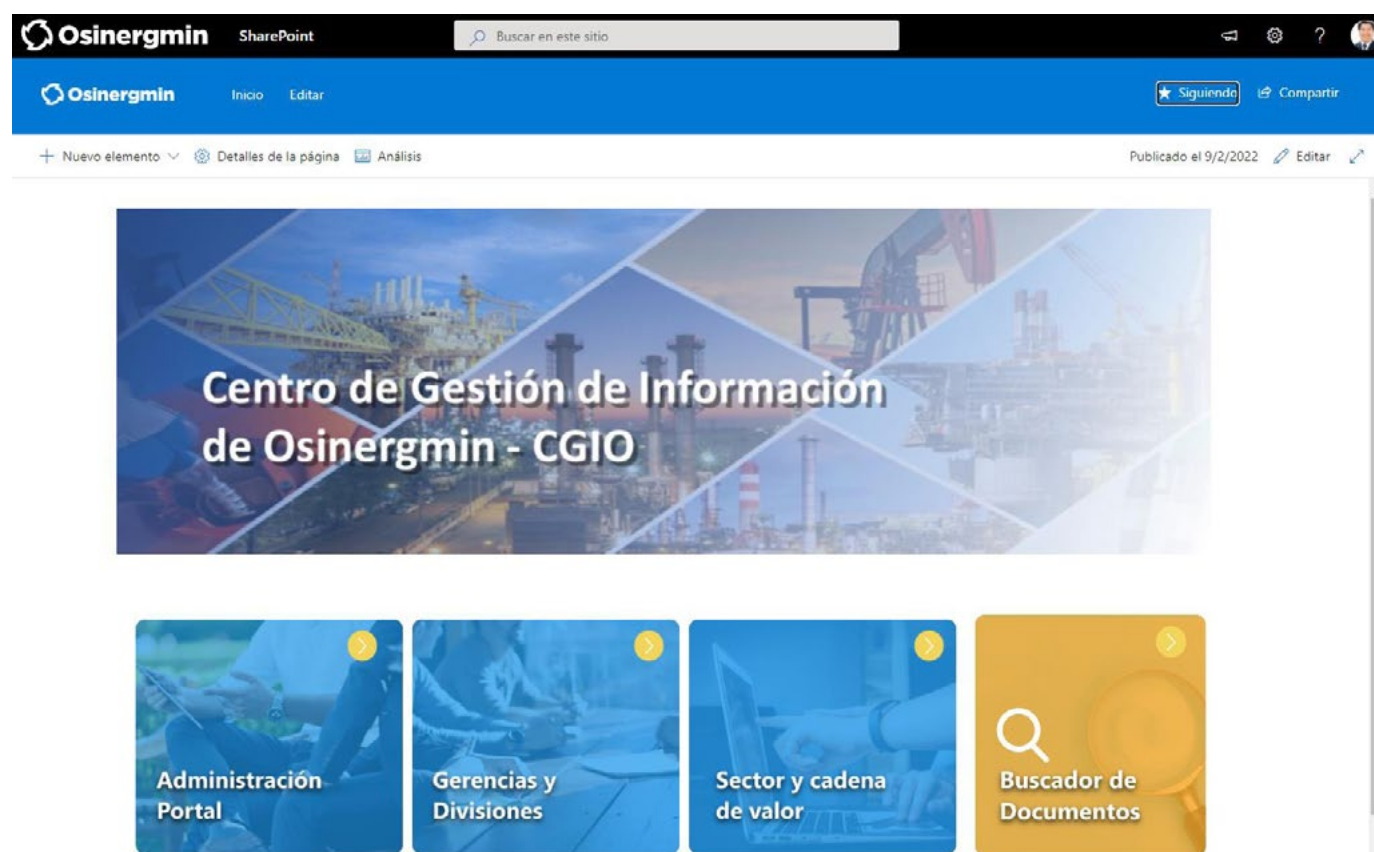 Osinergmin SharePoint Buscar en este sitio ?
Osinergmin Inicio Editar Siguiendo Compartir
Nuevo elemento Detalles de la página Análisis Publicado el 9/2/2022 Editar
Centro de Gestión de Información
de Osinergmin - CGIO
Administración
Portal
Gerencias y
Divisiones
Sector y cadena
de valor
Buscador de
Documentos